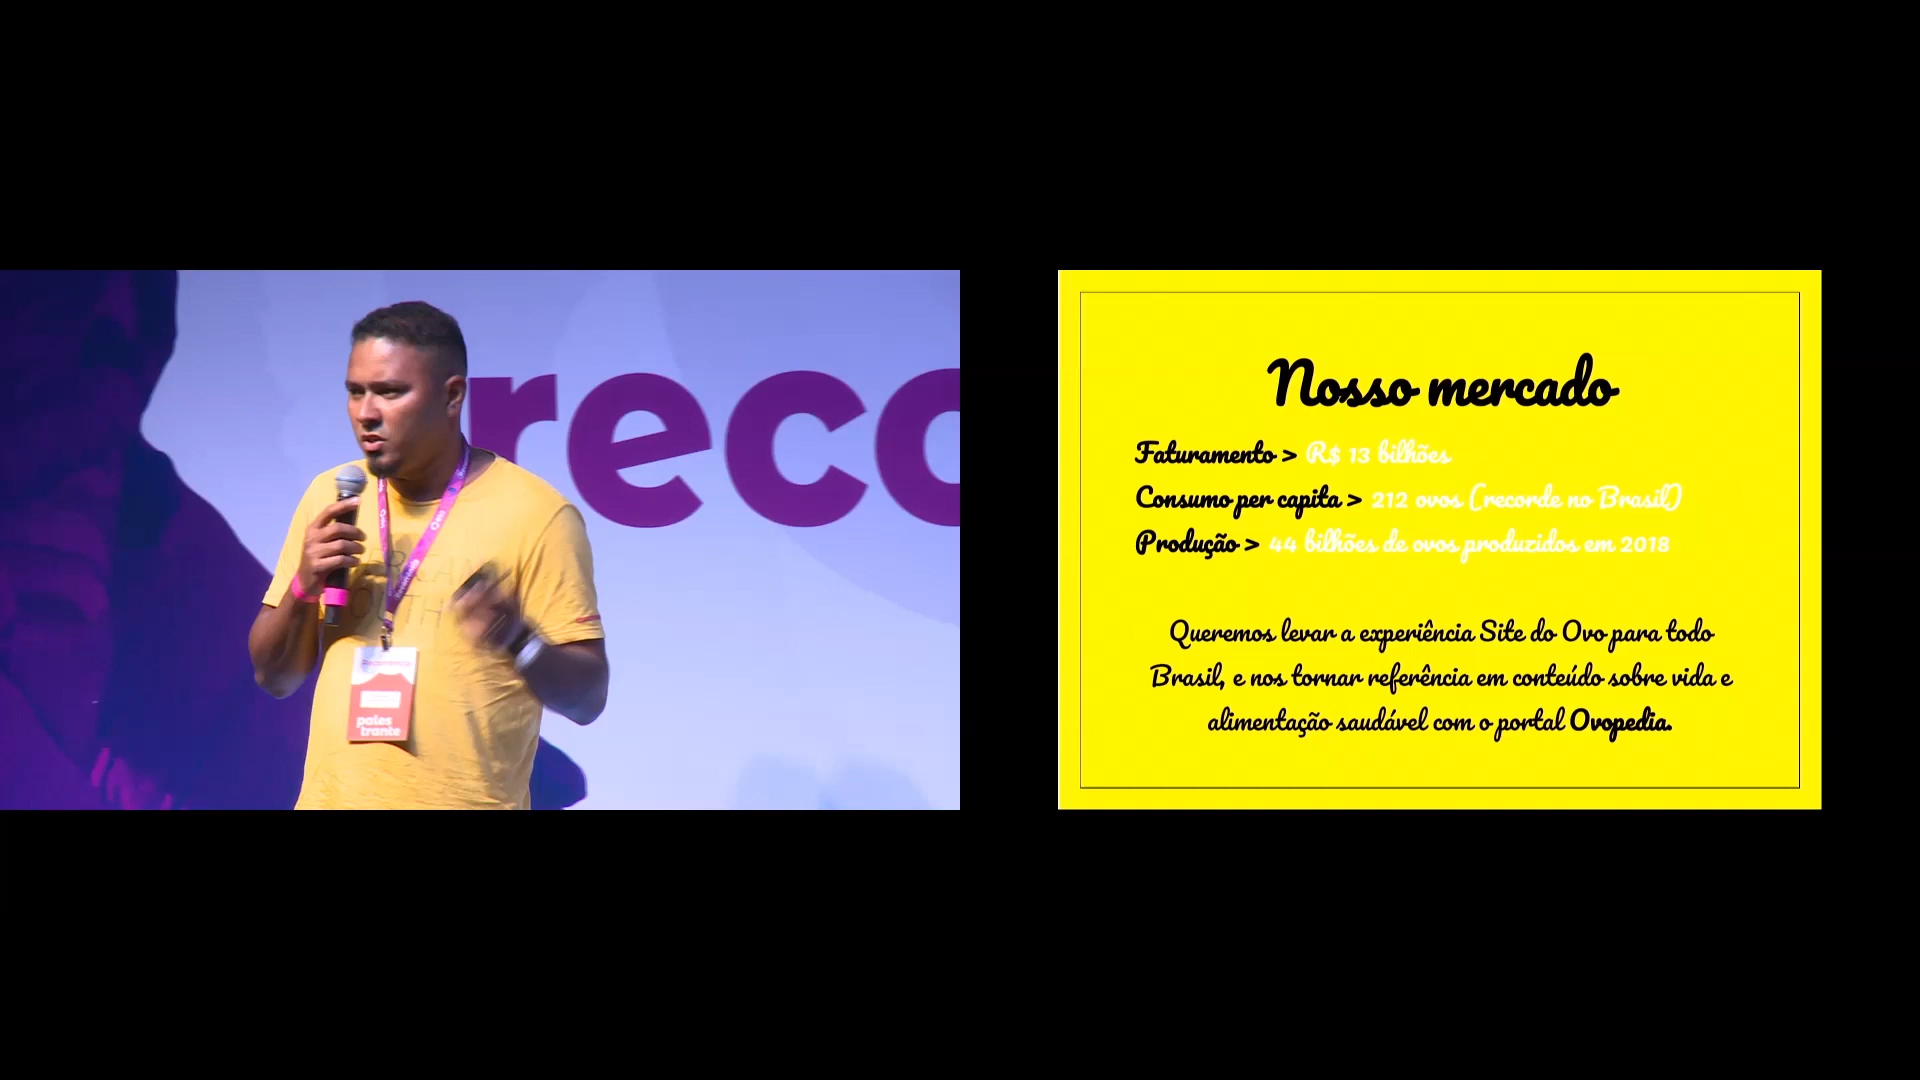 reco
pales
trante
Nosso mercado
Faturamento > R$ 13 bilhões
Consumo per capita > 212 ovos (recorde no Brasil)
Produção > 44 bilhões de ovos produzidos em 2018
Queremos levar a experiência Site do Ovo para todo
Brasil, e nos tornar referência em conteúdo sobre vida e
alimentação saudável com o portal Ovopedia.